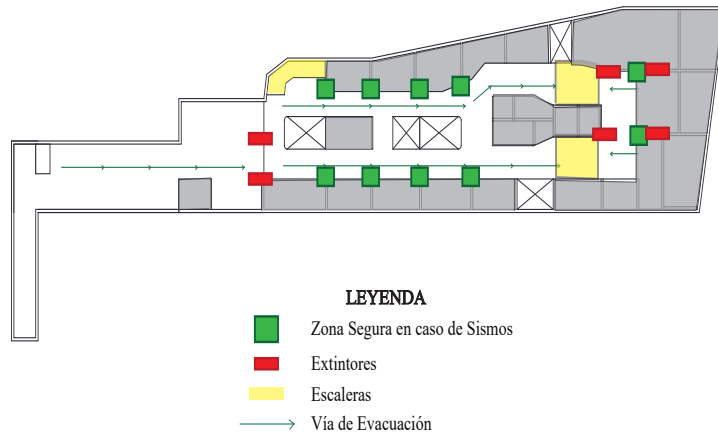 LEYENDA
Zona Segura en caso de Sismos
Extintores
Escaleras
Vía de Evacuación